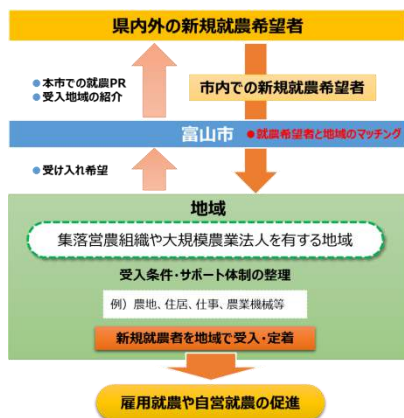 県内外の新規就農希望者
●本市での就農PR
●受入地域の紹介
市内での新規就農希望者
富山市
●就農希望者と地域のマッチング
●受け入れ希望
地域
集落営農組織や大規模農業法人を有する地域
受入条件・サポート体制の整理
例）農地、住居、仕事、農業機械等
新規就農者を地域で受入・定着
雇用就農や自営就農の促進